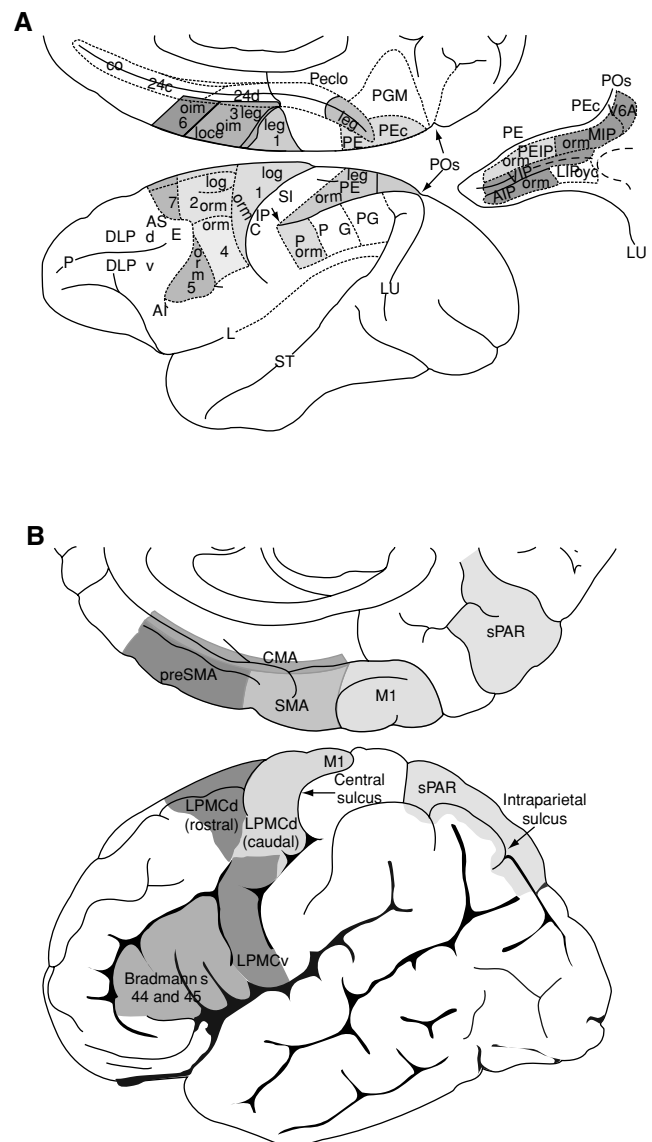 A
co
24c
24d
Peclo
PGM
POs
oim
6
loce
oim
3 leg
leg
1
leg
PE
PEc
POs
PEc
V6A
MIP
PE
PEIP
orm
orm
VIP
LIP
oyc
AIP
orm
LU
log
1
SI
leg
PE
orm
log
7
2
orm
orm
orm
IP
C
AS
d
E
DLP
DLP
v
P
P
G
PG
P
orm
orm
5
4
AI
LU
L
ST
B
CMA
preSMA
SMA
M1
sPAR
M1
sPAR
Central
sulcus
Intraparietal
sulcus
LPMCd
(rostral)
LPMCd
(caudal)
LPMCv
Bradmann s
44 and 45